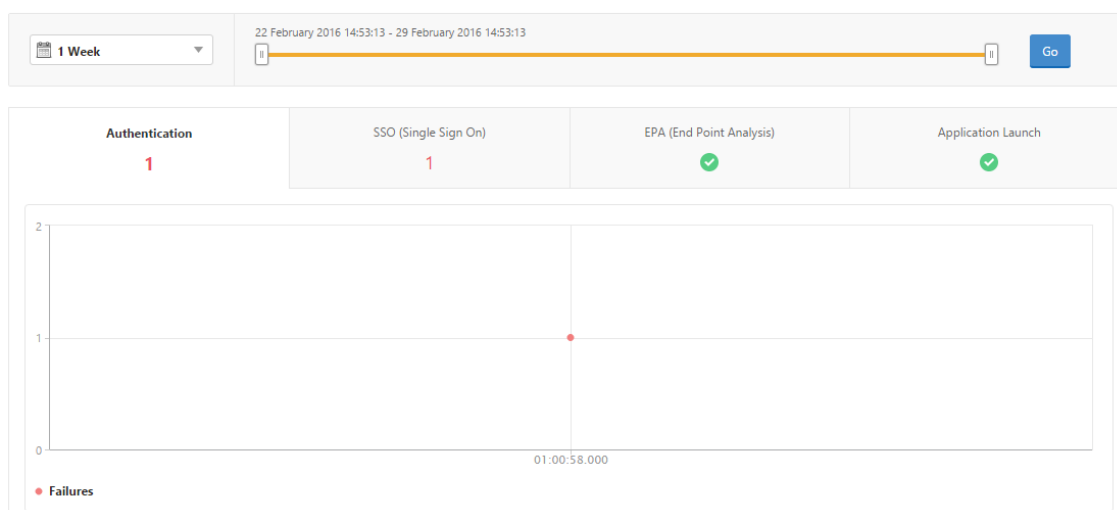 22 February 2016 14:53:13 - 29 February 2016 14:53:13
1 Week
Go
Authentication
1
SSO (Single Sign On)
1
EPA (End Point Analysis)
Application Launch
2
1
0
01:00:58.000
Failures